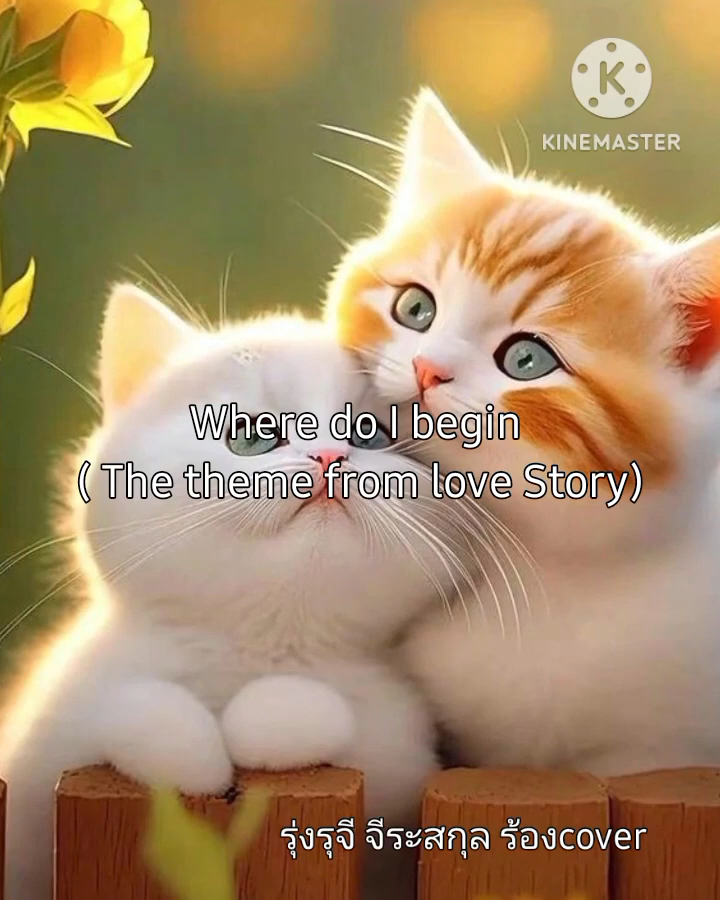 KINEMASTER
Where do I begin
( The theme from love Story)
รุ่งรุจี จีระสกุล ร้องcover